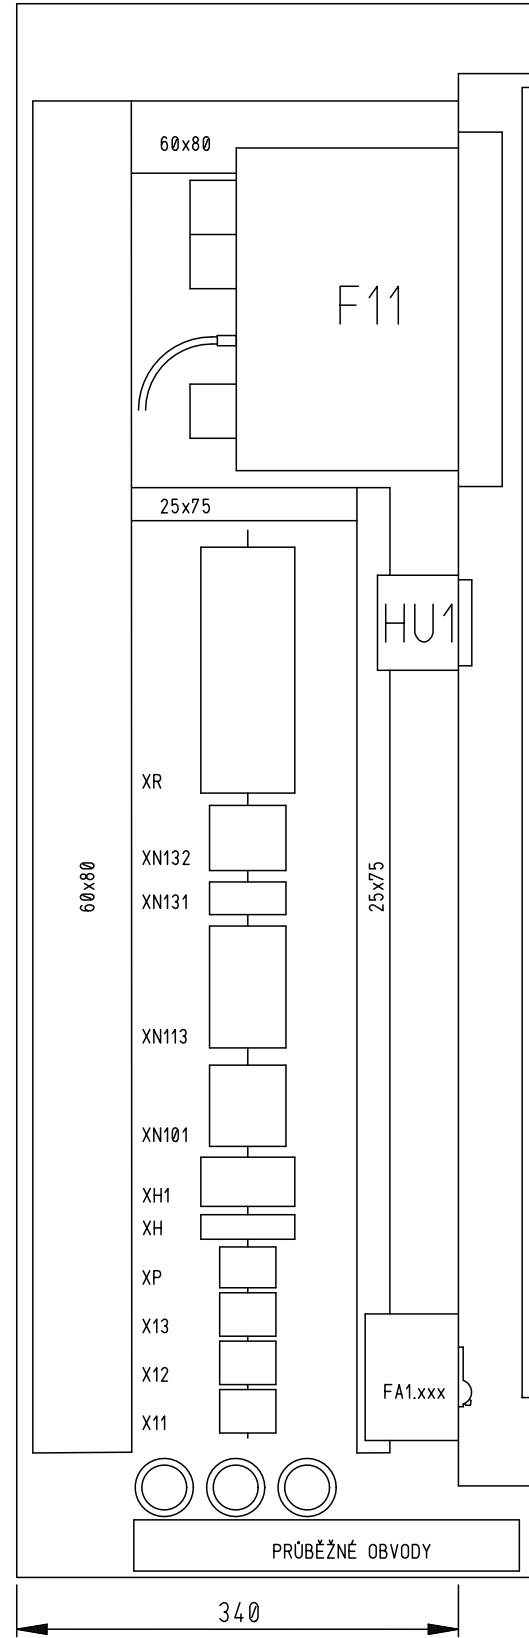 60x80
F11
25x75
HU1
XR
XN132
60x80
25x75
XN131
XN113
XN101
XH1
XH
XP
X13
X12
FA1.xxx
X11
PRŮBĚŽNÉ OBVODY
340